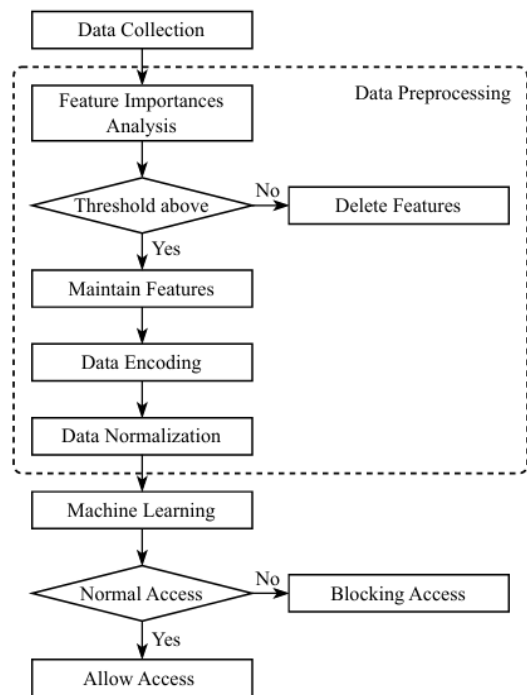 Data Collection
Data Preprocessing
Feature Importances
Analysis
Threshold above
No
Delete Features
Yes
Maintain Features
Data Encoding
Data Normalization
Machine Learning
Normal Access
No
Blocking Access
Yes
Allow Access